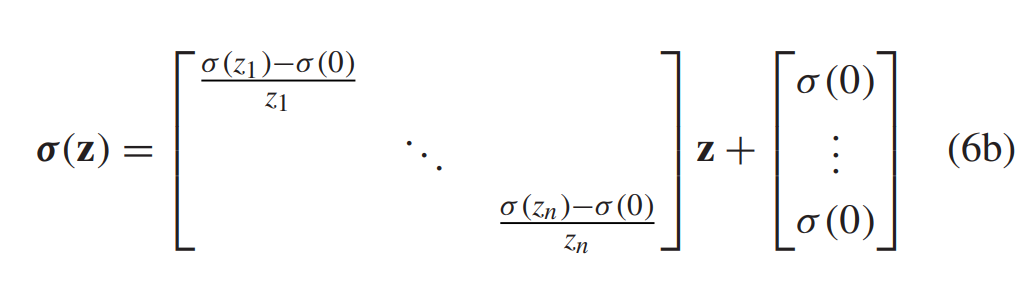 𝝈(𝐳) = [ (σ(z₁)−σ(0))/z₁ ⋱ (σ(zₙ)−σ(0))/zₙ ] 𝐳 + [ σ(0) ⋮ σ(0) ] (6b)